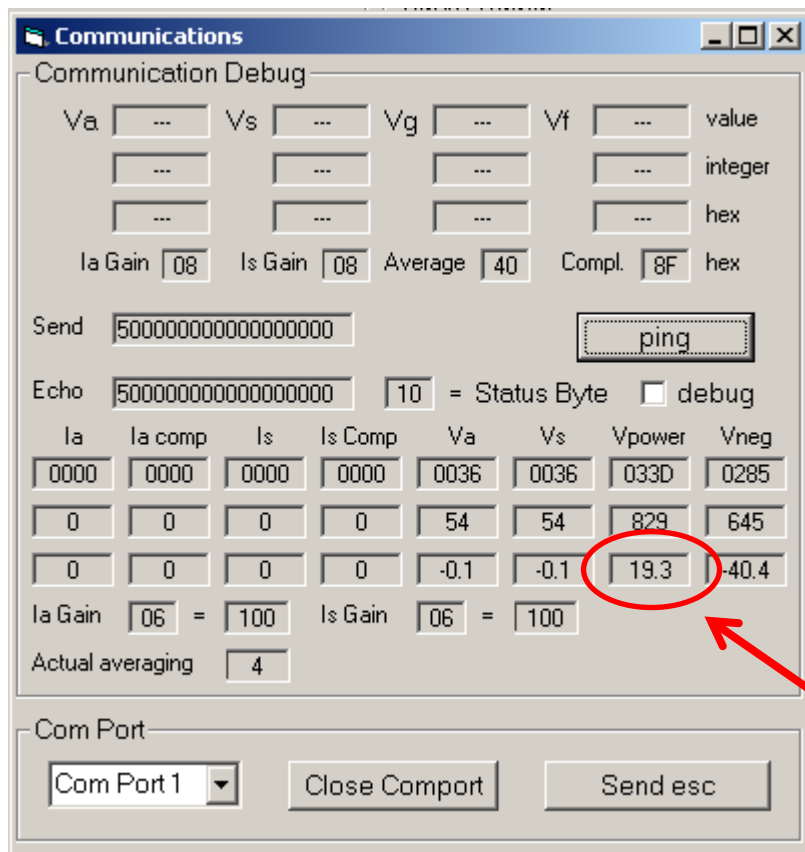 Communications
Communication Debug
Va --- Vs --- Vg --- Vf --- value
--- --- --- --- integer
--- --- --- --- hex
Ia Gain 08 Is Gain 08 Average 40 Compl. 8F hex
Send 500000000000000000 ping
Echo 500000000000000000 10 = Status Byte debug
Ia Ia comp Is Is Comp Va Vs Vpower Vneg
0000 0000 0000 0000 0036 0036 033D 0285
0 0 0 0 54 54 829 645
0 0 0 0 -0.1 -0.1 19.3 -40.4
Ia Gain 06 = 100 Is Gain 06 = 100
Actual averaging 4
Com Port
Com Port 1 Close Comport Send esc